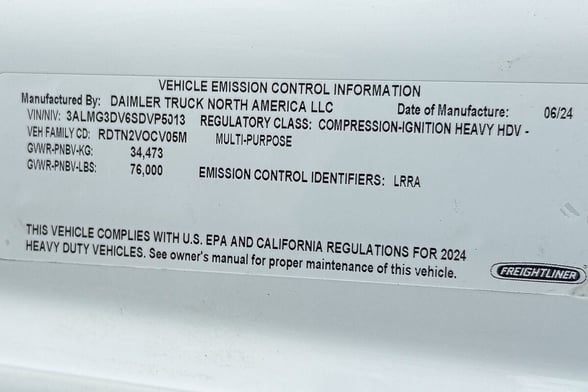 VEHICLE EMISSION CONTROL INFORMATION
Manufactured By: DAIMLER TRUCK NORTH AMERICA LLC Date of Manufacture: 06/24
VIN/NIV: 3ALMG3DV6SDVP5013 REGULATORY CLASS: COMPRESSION-IGNITION HEAVY HDV -
VEH FAMILY CD: RDTN2VOCV05M MULTI-PURPOSE
GVWR-PNBV-KG: 34,473
GVWR-PNBV-LBS: 76,000 EMISSION CONTROL IDENTIFIERS: LRRA
THIS VEHICLE COMPLIES WITH U.S. EPA AND CALIFORNIA REGULATIONS FOR 2024
HEAVY DUTY VEHICLES. See owner's manual for proper maintenance of this vehicle.
FREIGHTLINER